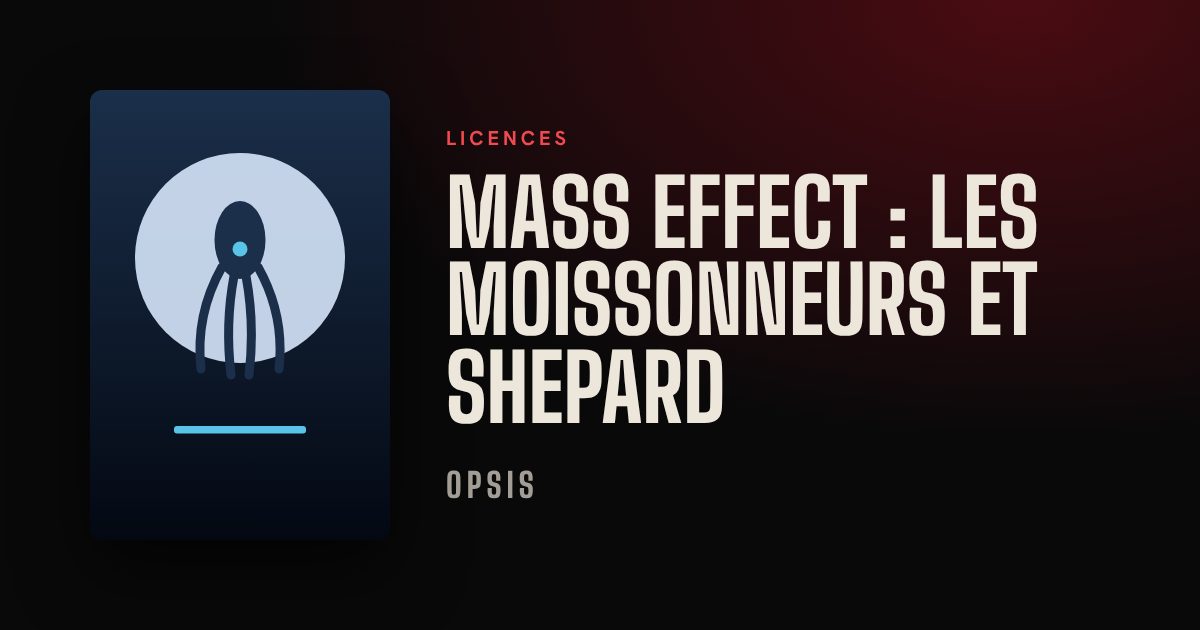 LICENCES
MASS EFFECT : LES
MOISSONNEURS ET
SHEPARD
OPSIS